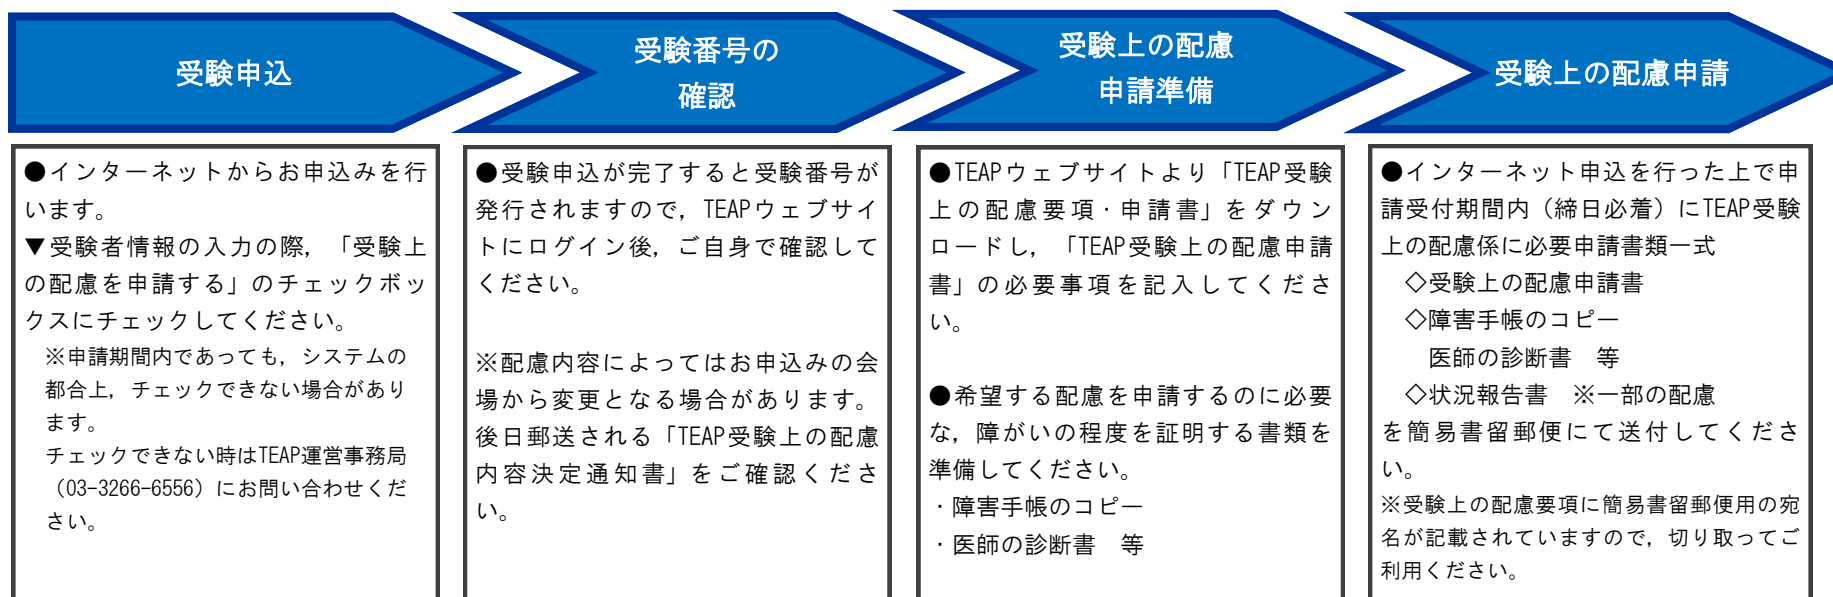 受験申込
受験番号の
確認
受験上の配慮
申請準備
受験上の配慮申請
●インターネットからお申込みを行
います。
▼受験者情報の入力の際，「受験上
の配慮を申請する」のチェックボッ
クスにチェックしてください。
※申請期間内であっても，システムの
都合上，チェックできない場合があり
ます。
チェックできない時はTEAP運営事務局
（03-3266-6556）にお問い合わせくだ
さい。
●受験申込が完了すると受験番号が
発行されますので，TEAPウェブサイ
トにログイン後，ご自身で確認して
ください。
※配慮内容によってはお申込みの会
場から変更となる場合があります。
後日郵送される「TEAP受験上の配慮
内容決定通知書」をご確認くださ
い。
●TEAPウェブサイトより「TEAP受験
上の配慮要項・申請書」をダウン
ロードし，「TEAP受験上の配慮申請
書」の必要事項を記入してくださ
い。
●希望する配慮を申請するのに必要
な，障がいの程度を証明する書類を
準備してください。
・障害手帳のコピー
・医師の診断書　等
●インターネット申込を行った上で申
請受付期間内（締日必着）にTEAP受験
上の配慮係に必要申請書類一式
◇受験上の配慮申請書
◇障害手帳のコピー
医師の診断書　等
◇状況報告書　※一部の配慮
を簡易書留郵便にて送付してくださ
い。
※受験上の配慮要項に簡易書留郵便用の宛
名が記載されていますので，切り取ってご
利用ください。